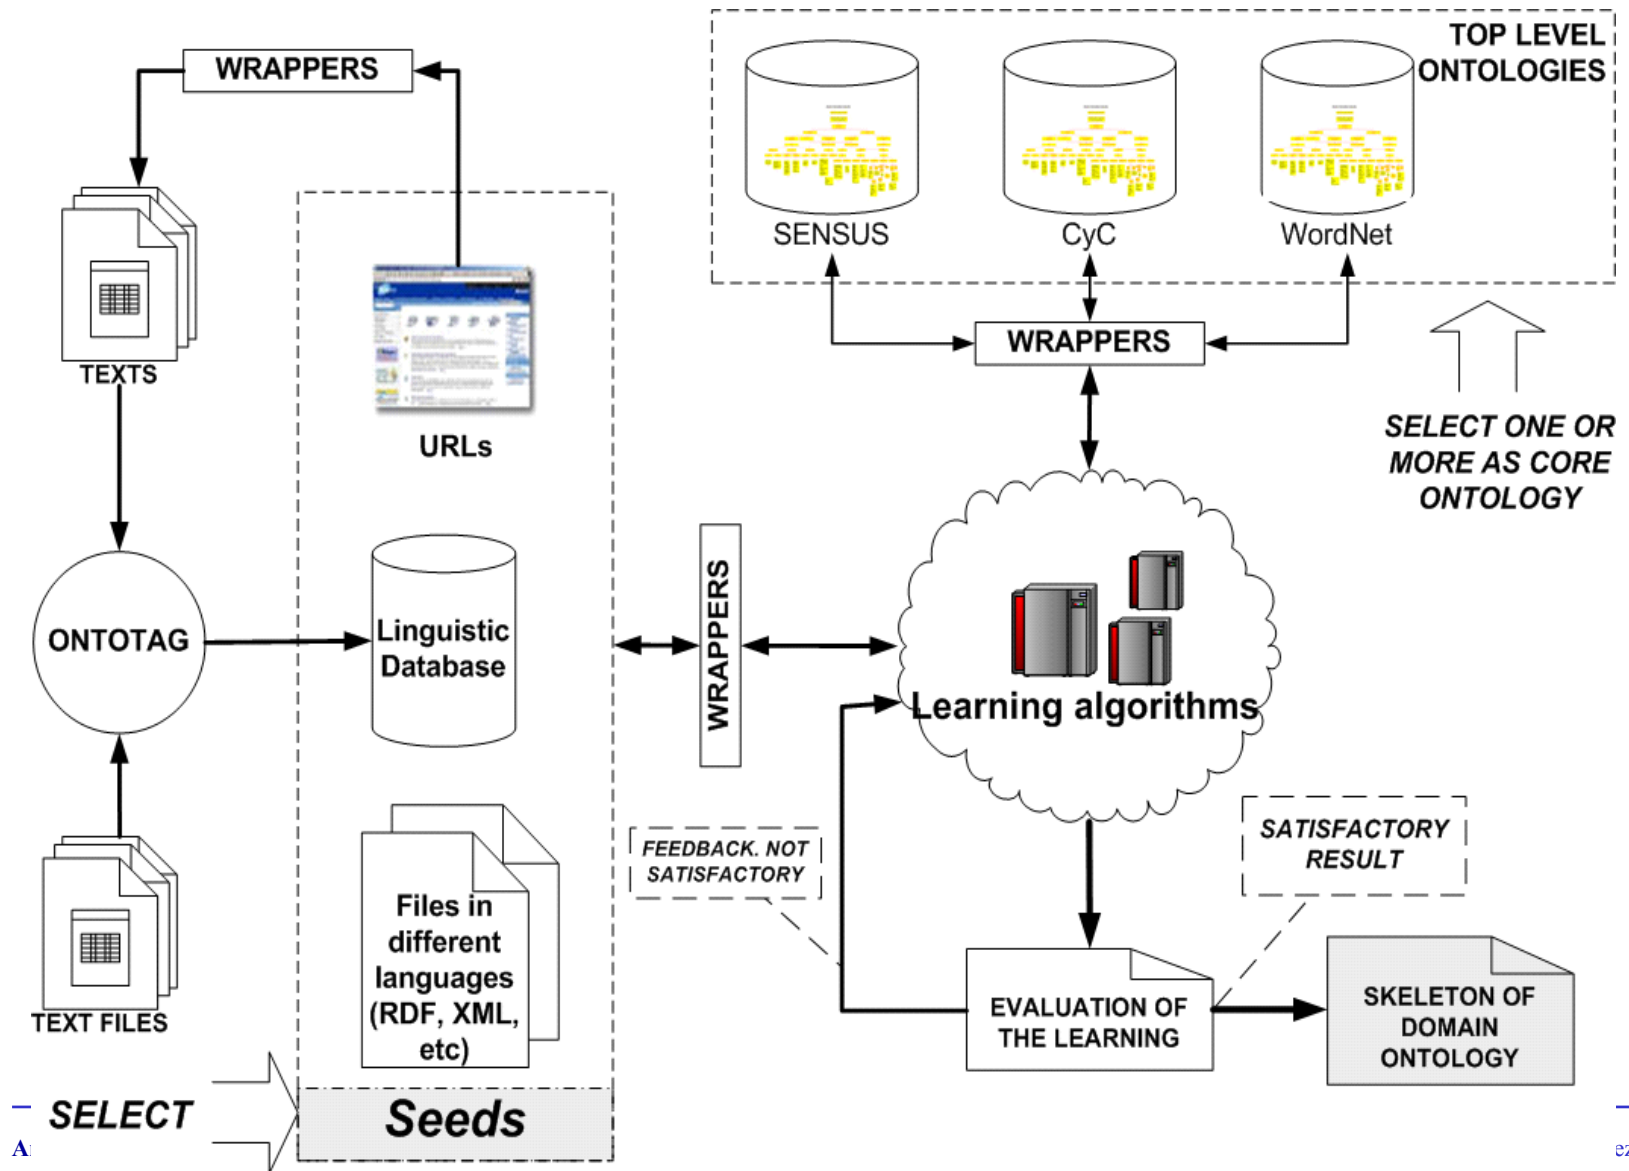 WRAPPERS
TOP LEVEL
ONTOLOGIES
SENSUS
CyC
WordNet
WRAPPERS
TEXTS
URLs
SELECT ONE OR
MORE AS CORE
ONTOLOGY
ONTOTAG
Linguistic
Database
WRAPPERS
Learning algorithms
FEEDBACK. NOT
SATISFACTORY
SATISFACTORY
RESULT
Files in
different
languages
(RDF, XML,
etc)
TEXT FILES
EVALUATION OF
THE LEARNING
SKELETON OF
DOMAIN
ONTOLOGY
SELECT
Seeds